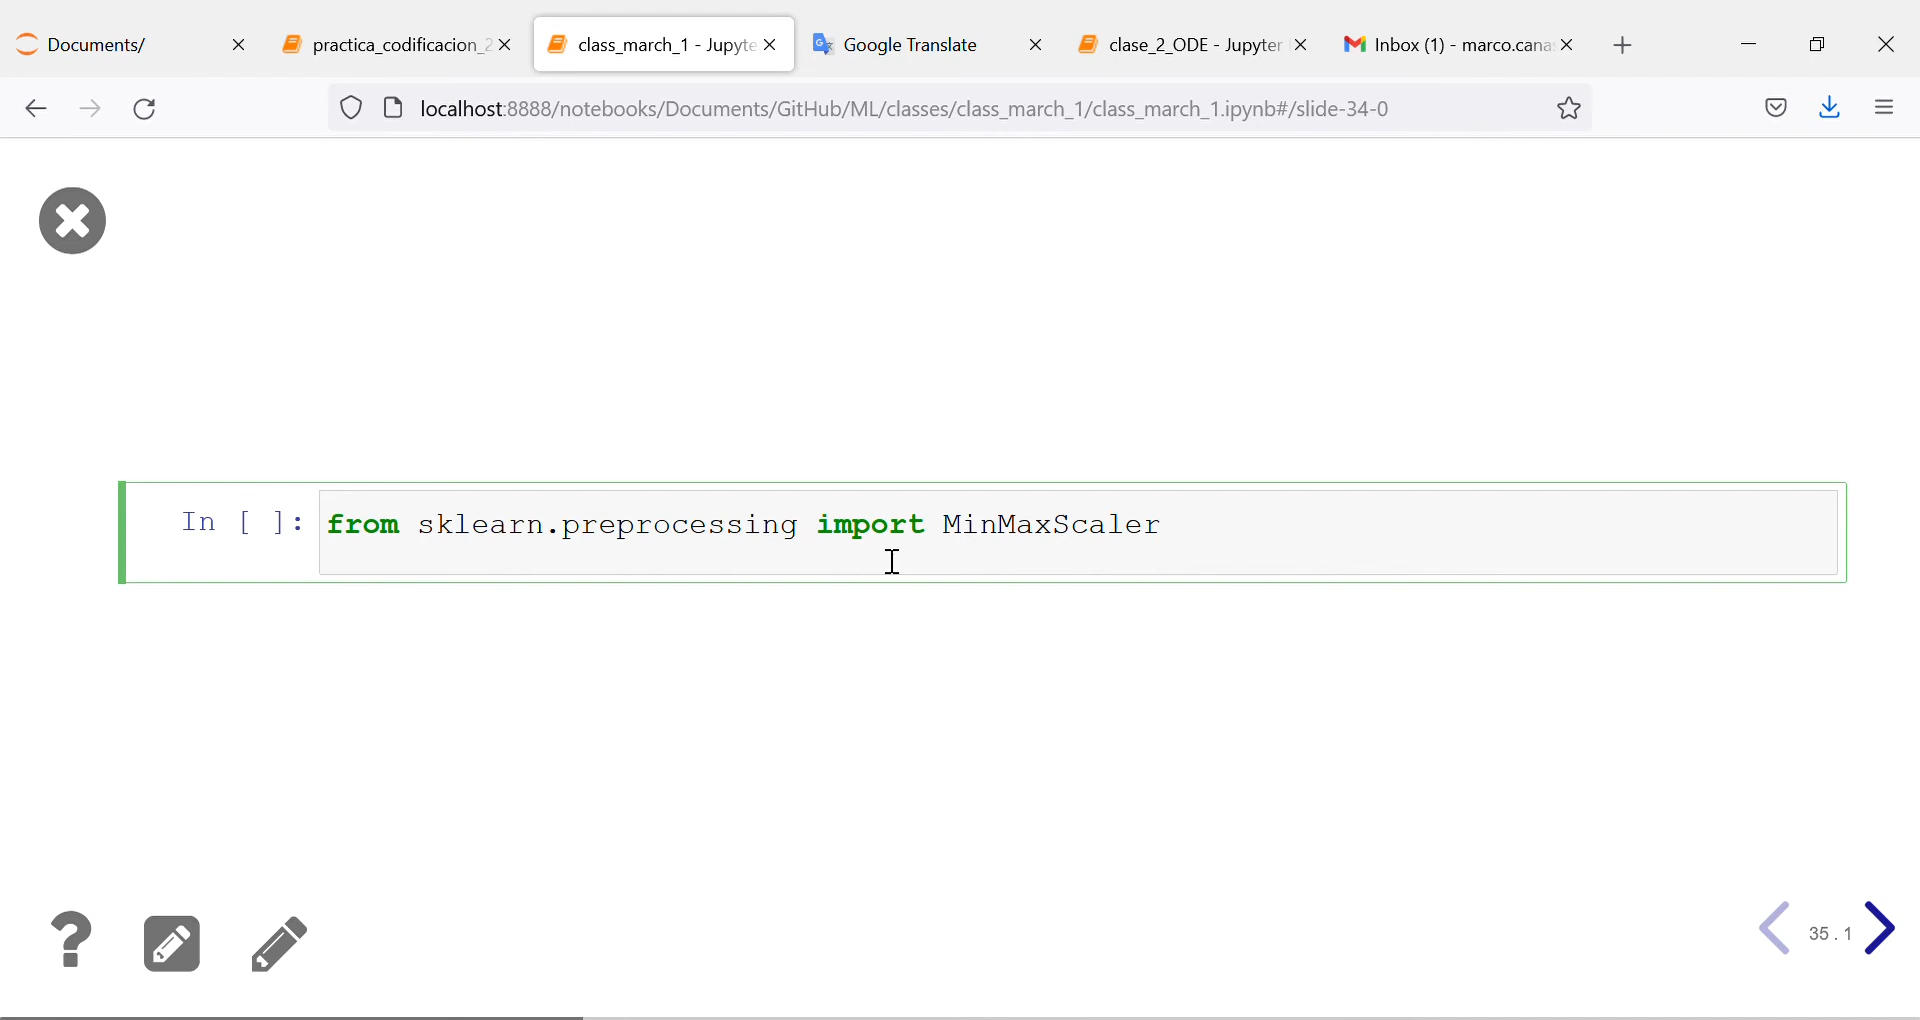 Documents/
practica_codificacion_2
class_march_1 - Jupyte
Google Translate
clase_2_ODE - Jupyter
Inbox (1) - marco.cana
localhost:8888/notebooks/Documents/GitHub/ML/classes/class_march_1/class_march_1.ipynb#/slide-34-0
In [ ]: from sklearn.preprocessing import MinMaxScaler
35 . 1